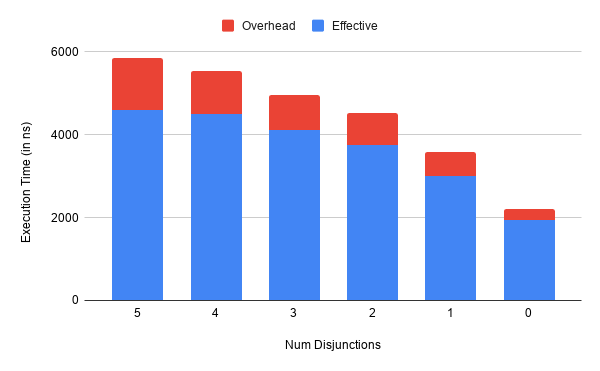 Overhead Effective
6000
4000
2000
0
Execution Time (in ns)
5 4 3 2 1 0
Num Disjunctions